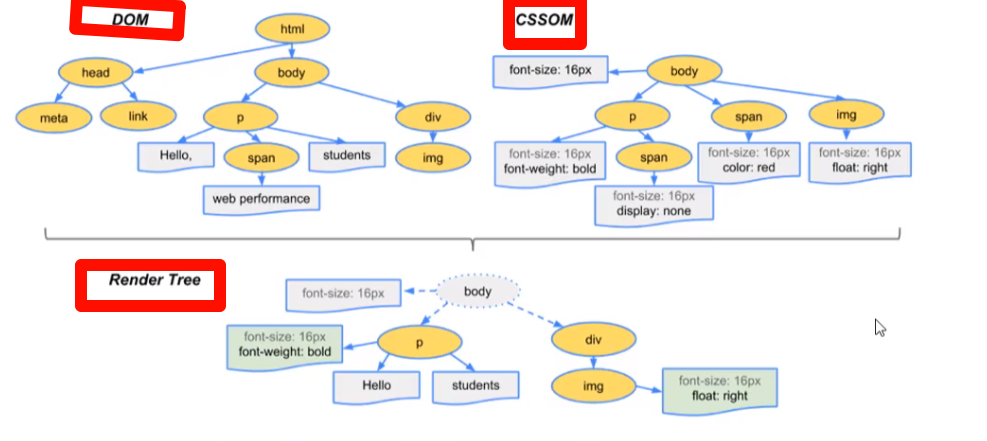 DOM
CSSOM
html
head
body
meta
link
p
div
Hello,
span
students
img
web performance
font-size: 16px
body
p
span
img
font-size: 16px
font-weight: bold
span
font-size: 16px
color: red
font-size: 16px
float: right
font-size: 16px
display: none
Render Tree
font-size: 16px
body
font-size: 16px
font-weight: bold
p
div
Hello
students
img
font-size: 16px
float: right